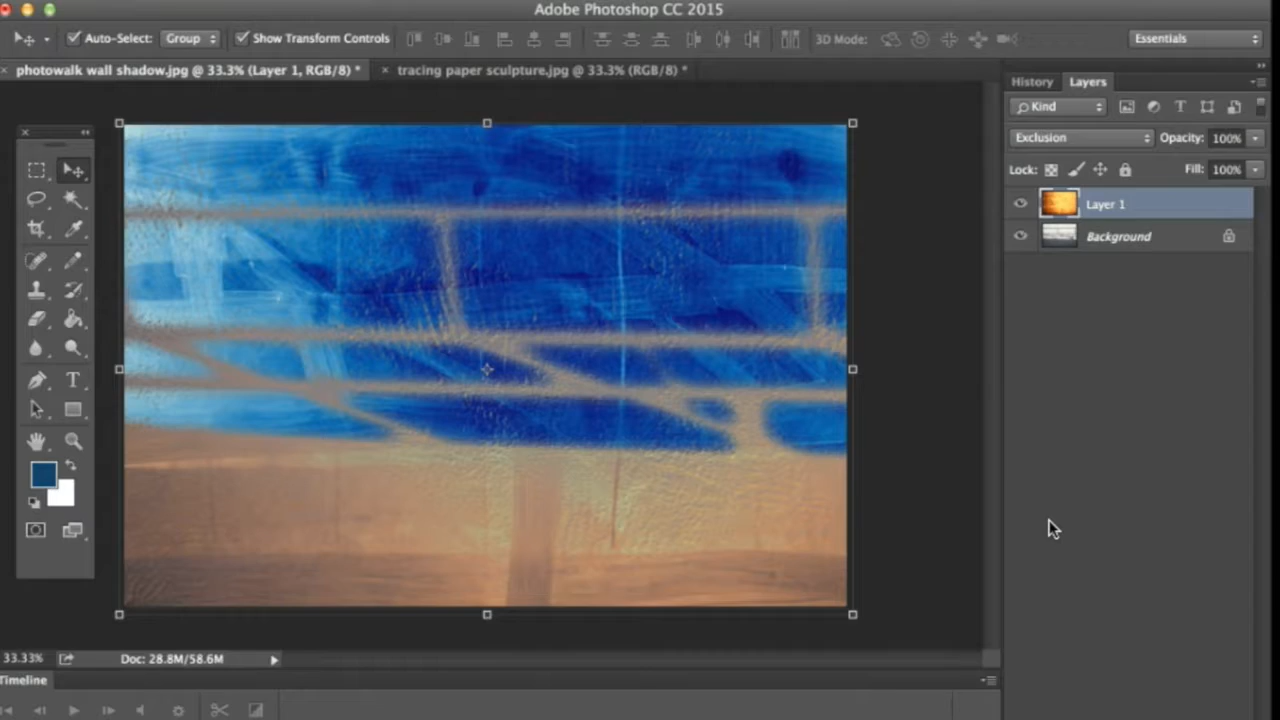 Adobe Photoshop CC 2015
Auto-Select: Group Show Transform Controls 3D Mode: Essentials
photowalk wall shadow.jpg @ 33.3% (Layer 1, RGB/8) * tracing paper sculpture.jpg @ 33.3% (RGB/8) *
History Layers
Kind
Exclusion Opacity: 100%
Lock: Fill: 100%
Layer 1
Background
33.33% Doc: 28.8M/58.6M
Timeline